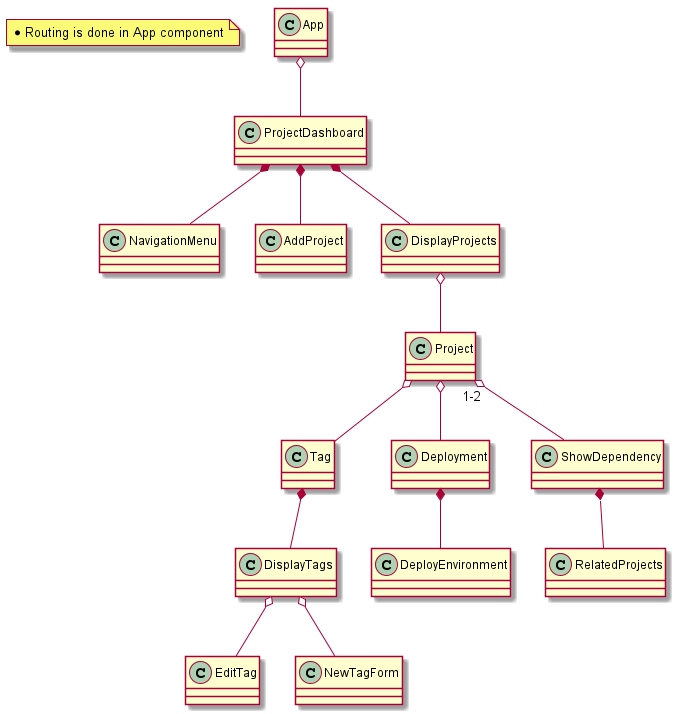 • Routing is done in App component
C App
C ProjectDashboard
C NavigationMenu
C AddProject
C DisplayProjects
C Project
1-2
C Tag
C Deployment
C ShowDependency
C DisplayTags
C DeployEnvironment
C RelatedProjects
C EditTag
C NewTagForm